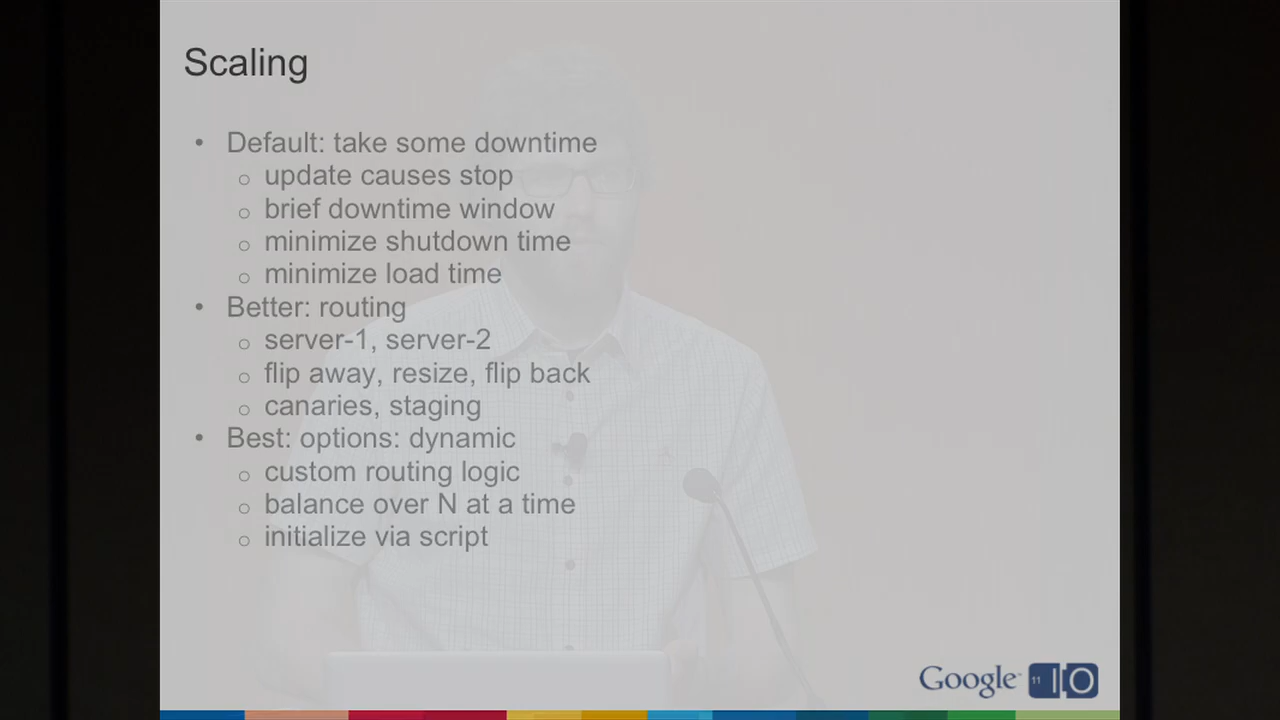 Scaling
• Default: take some downtime
o update causes stop
o brief downtime window
o minimize shutdown time
o minimize load time
• Better: routing
o server-1, server-2
o flip away, resize, flip back
o canaries, staging
• Best: options: dynamic
o custom routing logic
o balance over N at a time
o initialize via script
Google 11 IO